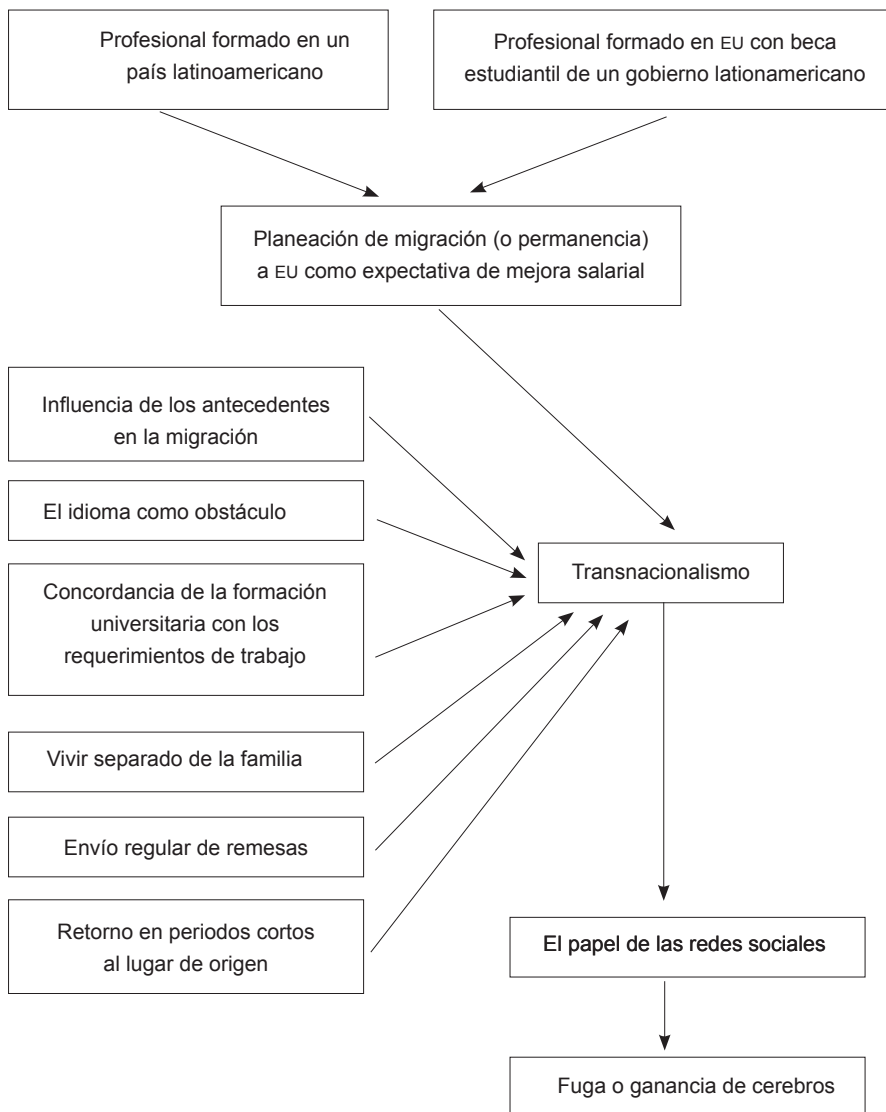 Profesional formado en un
país latinoamericano
Profesional formado en EU con beca
estudiantil de un gobierno lationamericano
Planeación de migración (o permanencia)
a EU como expectativa de mejora salarial
Influencia de los antecedentes
en la migración
El idioma como obstáculo
Concordancia de la formación
universitaria con los
requerimientos de trabajo
Transnacionalismo
Vivir separado de la familia
Envío regular de remesas
Retorno en periodos cortos
al lugar de origen
El papel de las redes sociales
Fuga o ganancia de cerebros